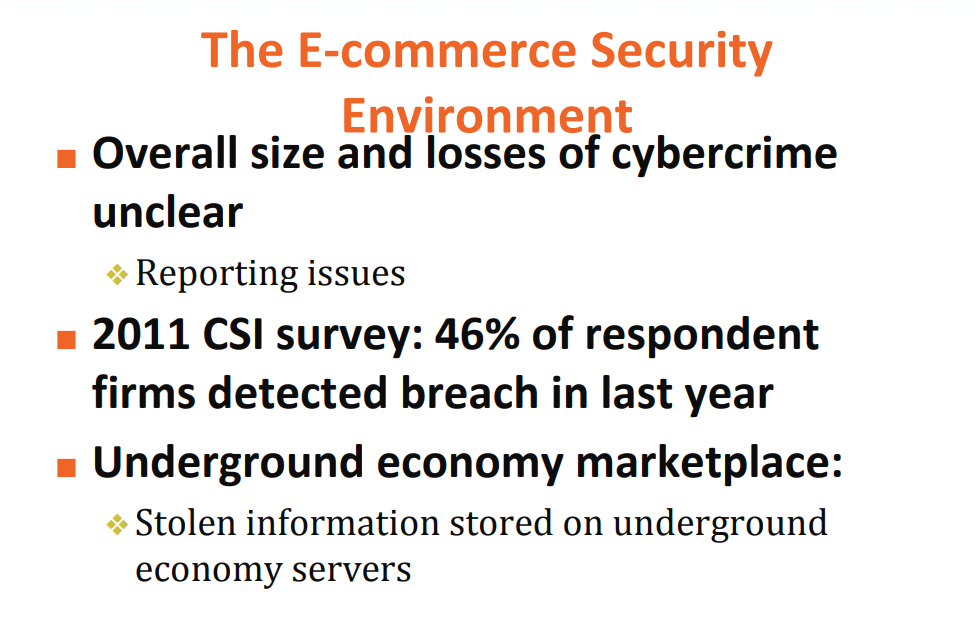 The E-commerce Security
Environment
■ Overall size and losses of cybercrime
unclear
❖ Reporting issues
■ 2011 CSI survey: 46% of respondent
firms detected breach in last year
■ Underground economy marketplace:
❖ Stolen information stored on underground
economy servers